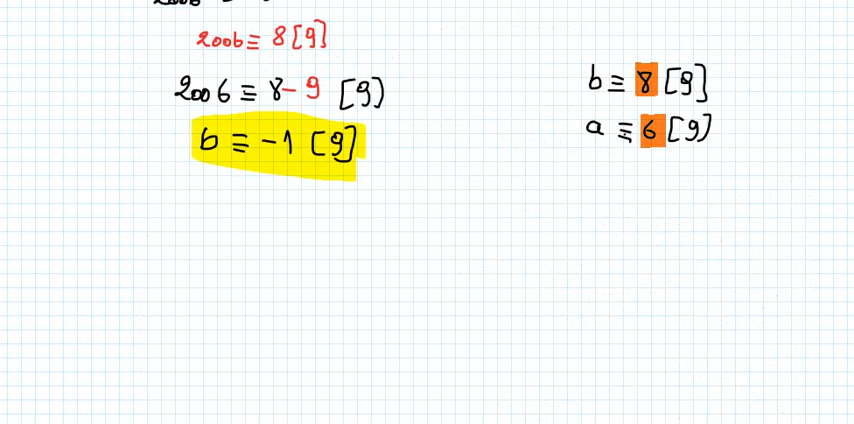 2006 ≡ 8 [9]
2006 ≡ 8 - 9 [9]
b ≡ -1 [9]
b ≡ 8 [9]
a ≡ 6 [9]